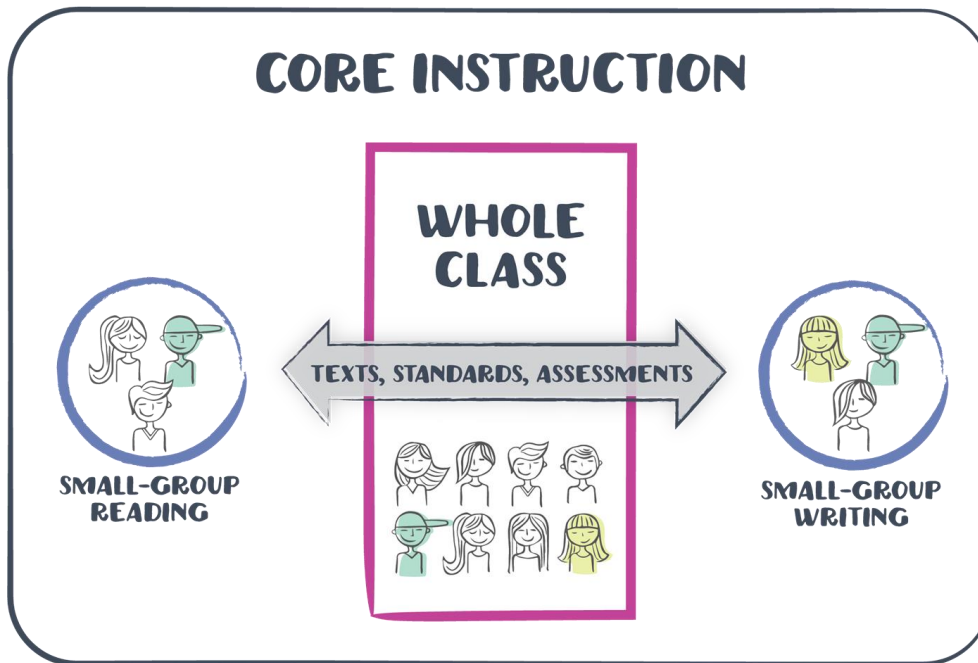 CORE INSTRUCTION
WHOLE
CLASS
TEXTS, STANDARDS, ASSESSMENTS
SMALL-GROUP
READING
SMALL-GROUP
WRITING